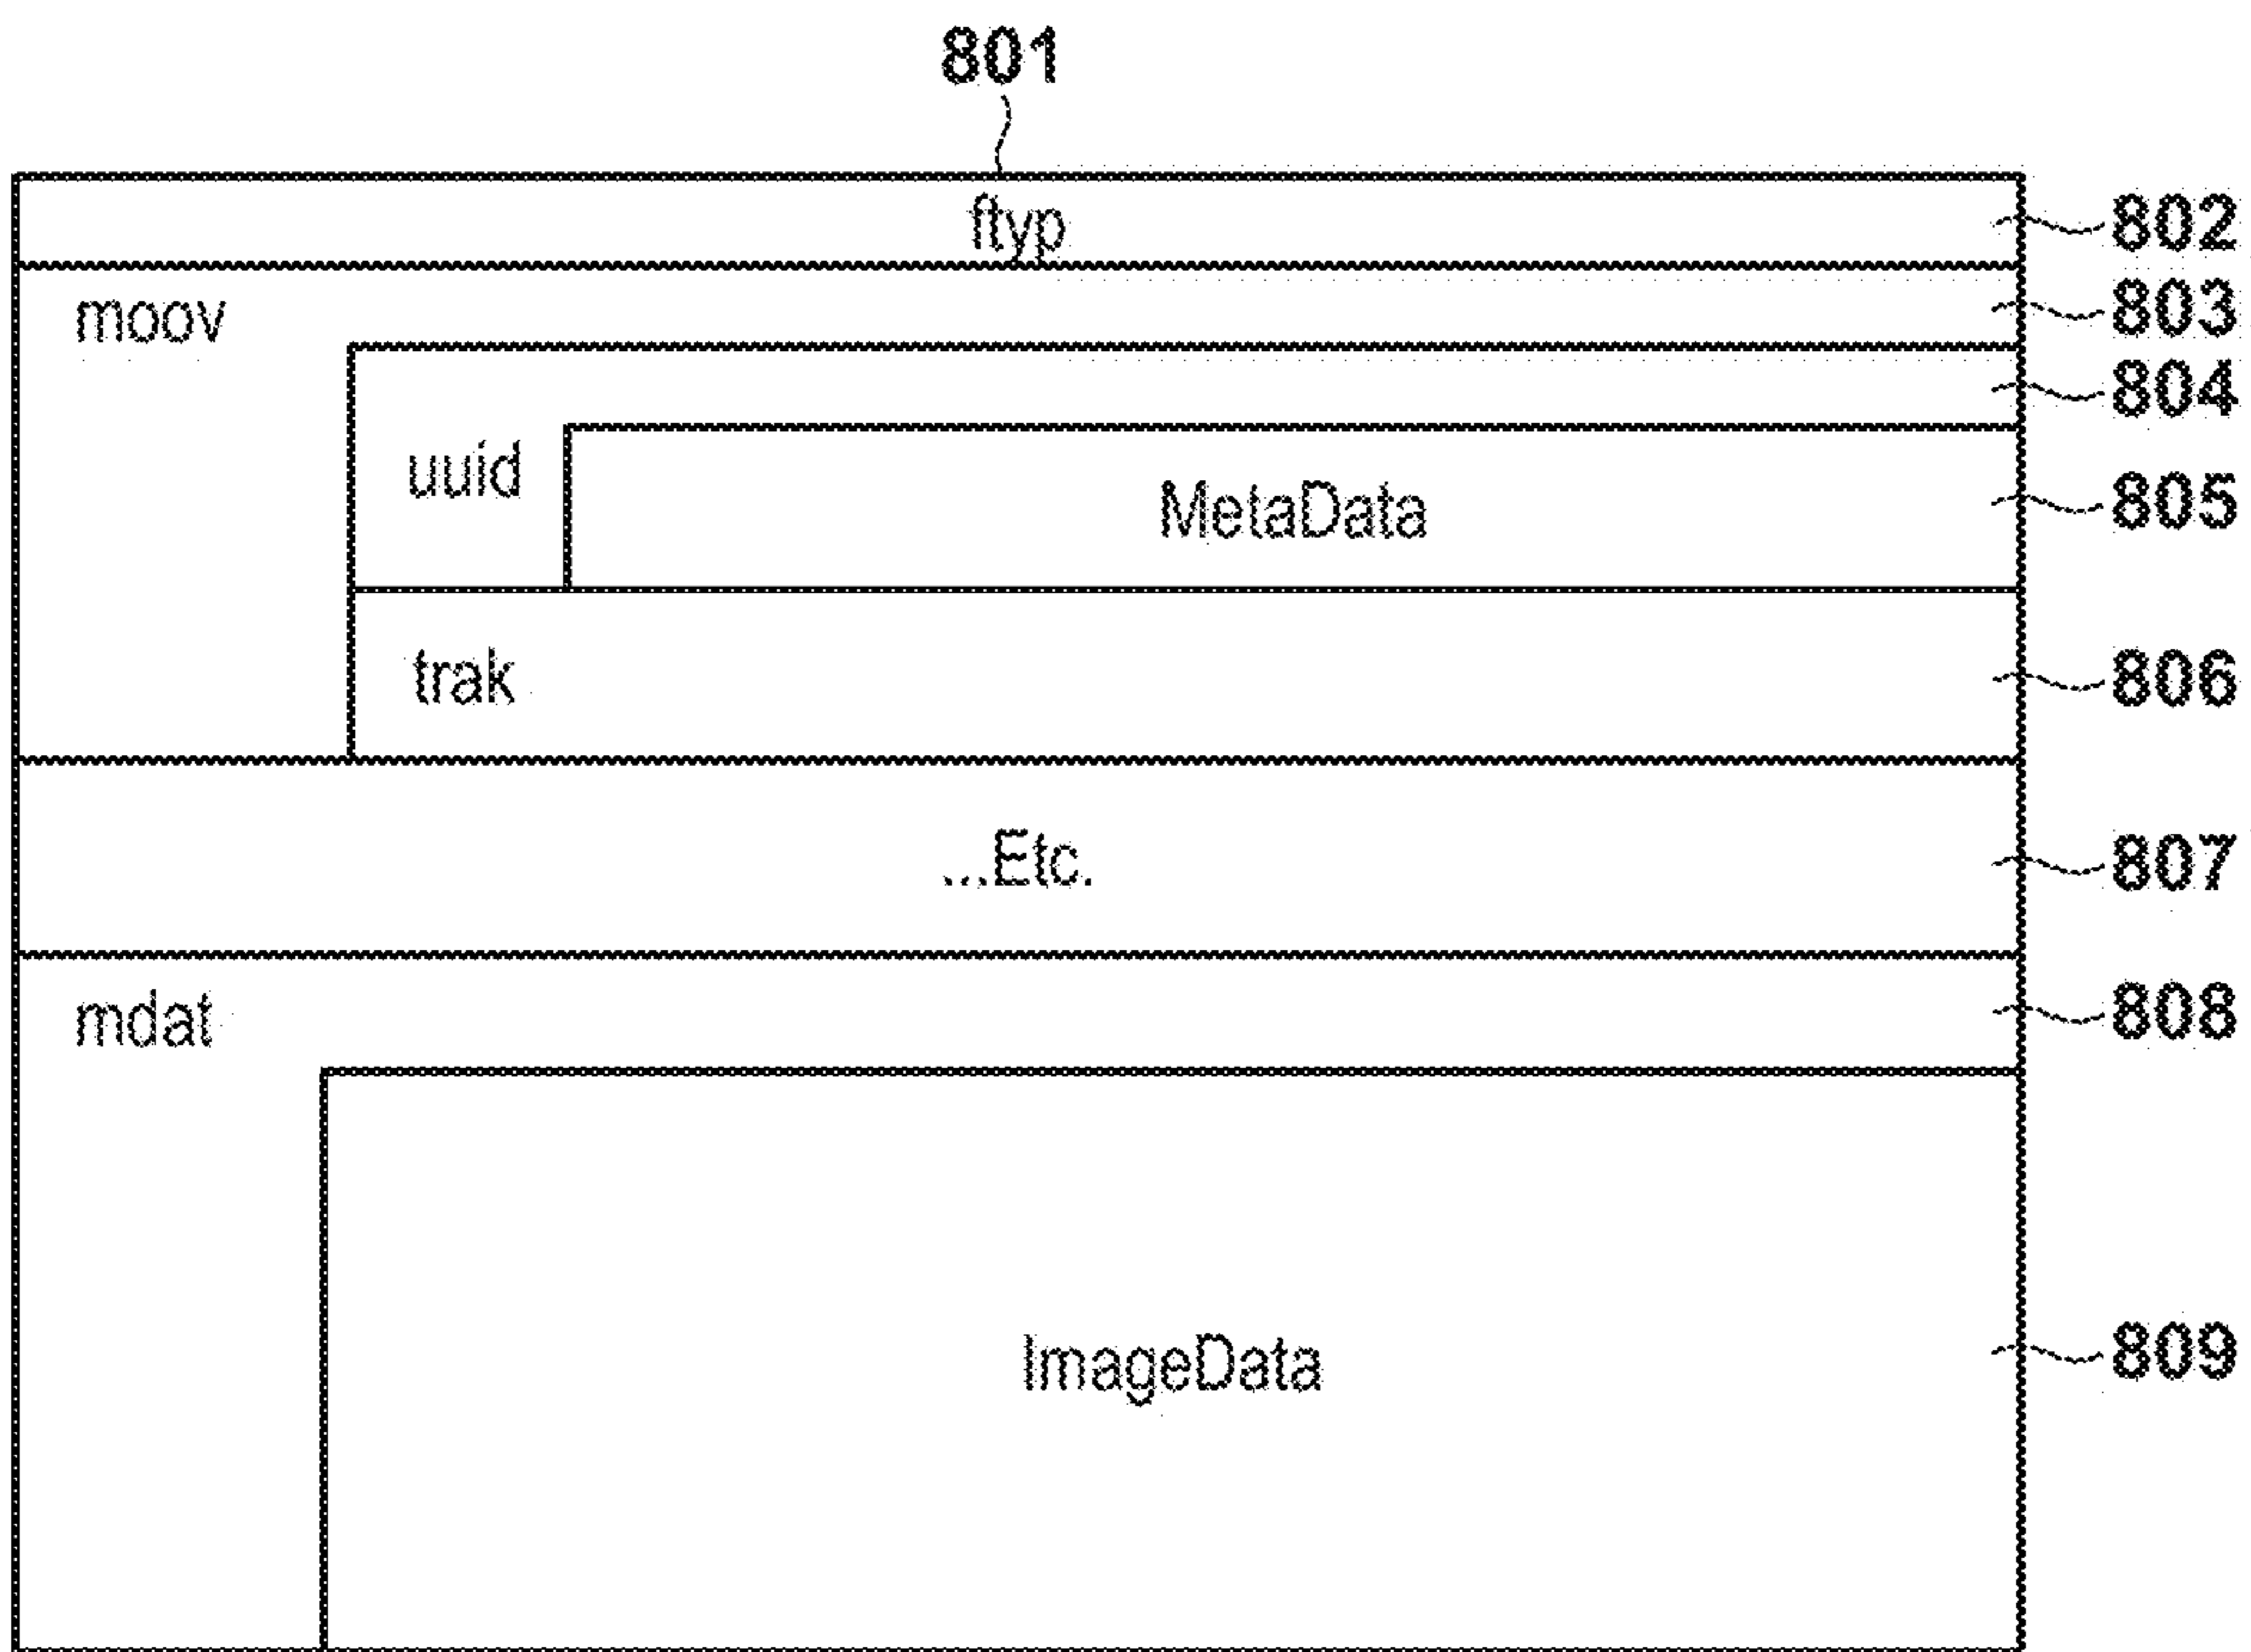 801
ftyp 802
moov 803
804
uuid MetaData 805
trak 806
...Etc. 807
mdat 808
ImageData 809